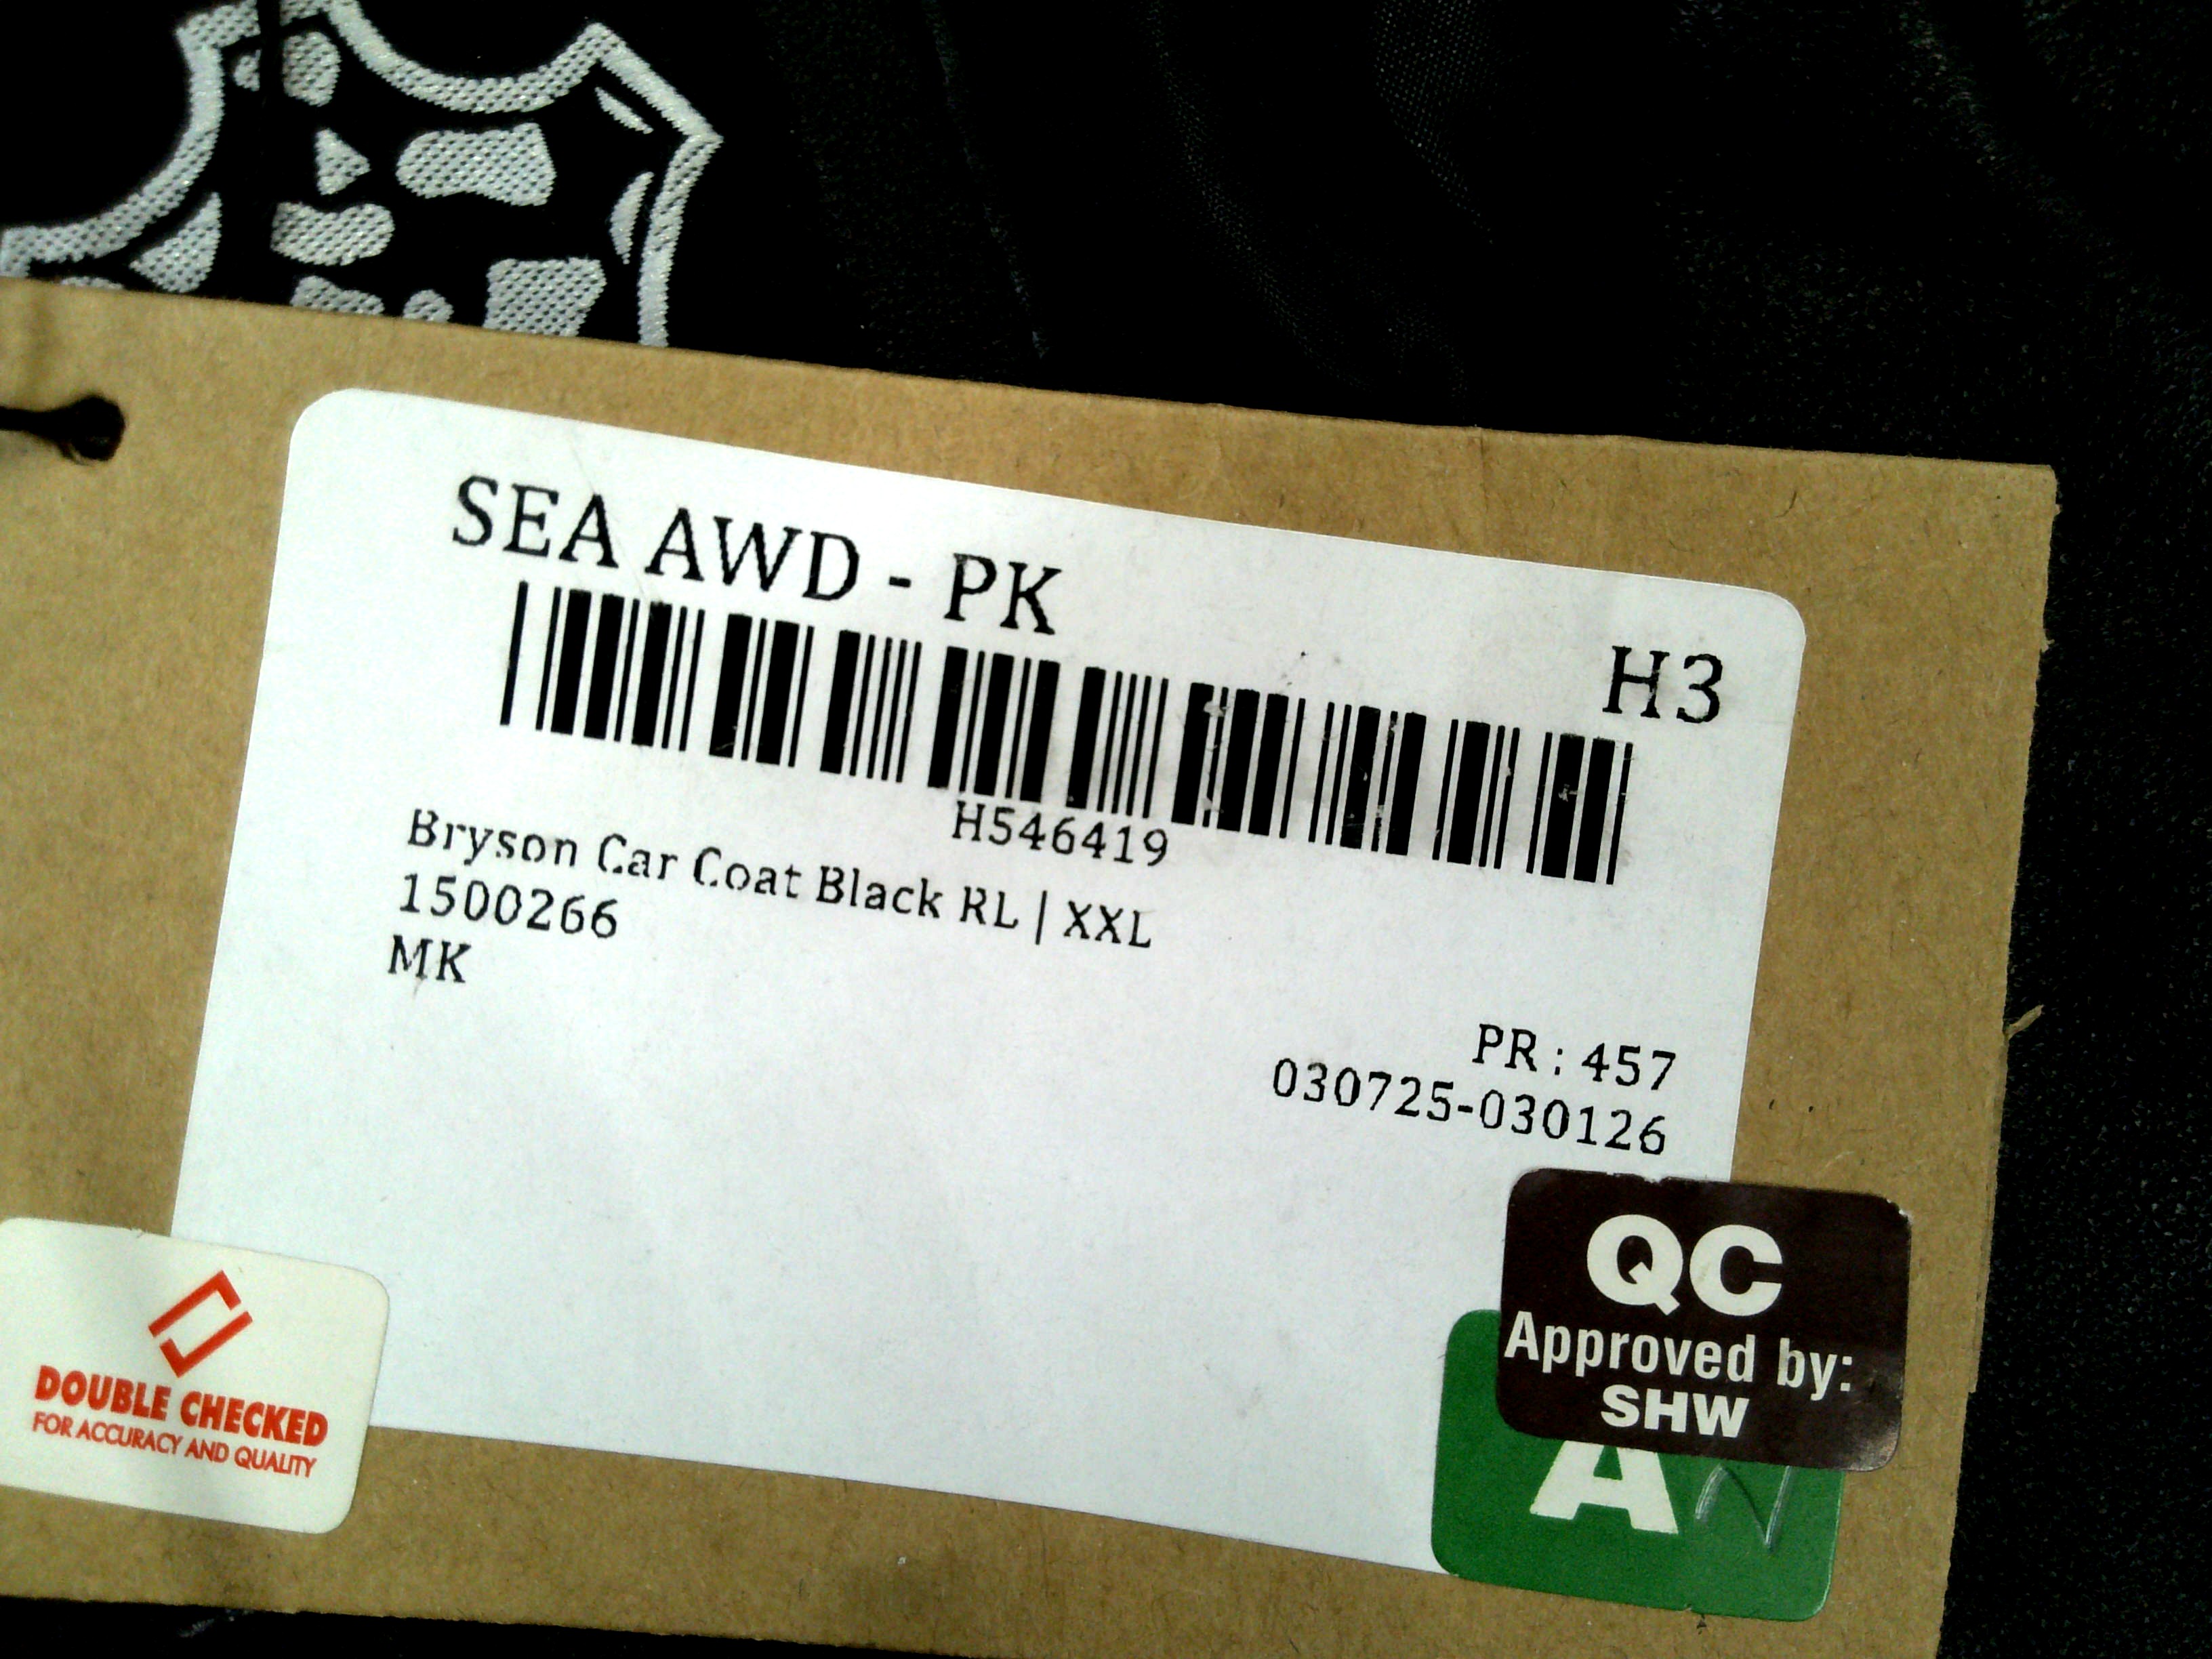 SEA AWD - PK
H3
H546419
Bryson Car Coat Black RL | XXL
1500266
MK
PR : 457
030725-030126
QC
Approved by:
SHW
A
DOUBLE CHECKED
FOR ACCURACY AND QUALITY